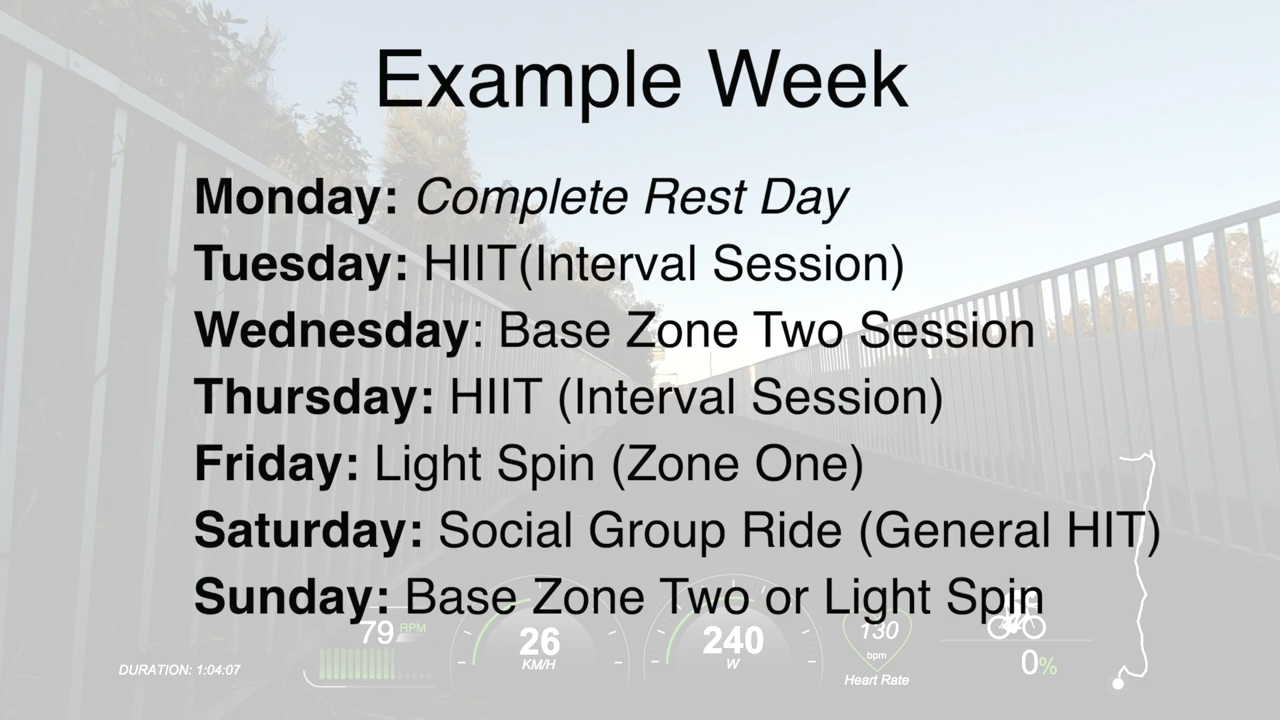 Example Week
Monday: Complete Rest Day
Tuesday: HIIT(Interval Session)
Wednesday: Base Zone Two Session
Thursday: HIIT (Interval Session)
Friday: Light Spin (Zone One)
Saturday: Social Group Ride (General HIT)
Sunday: Base Zone Two or Light Spin
79 RPM
26
KM/H
240
W
130
bpm
Heart Rate
0%
DURATION: 1:04:07